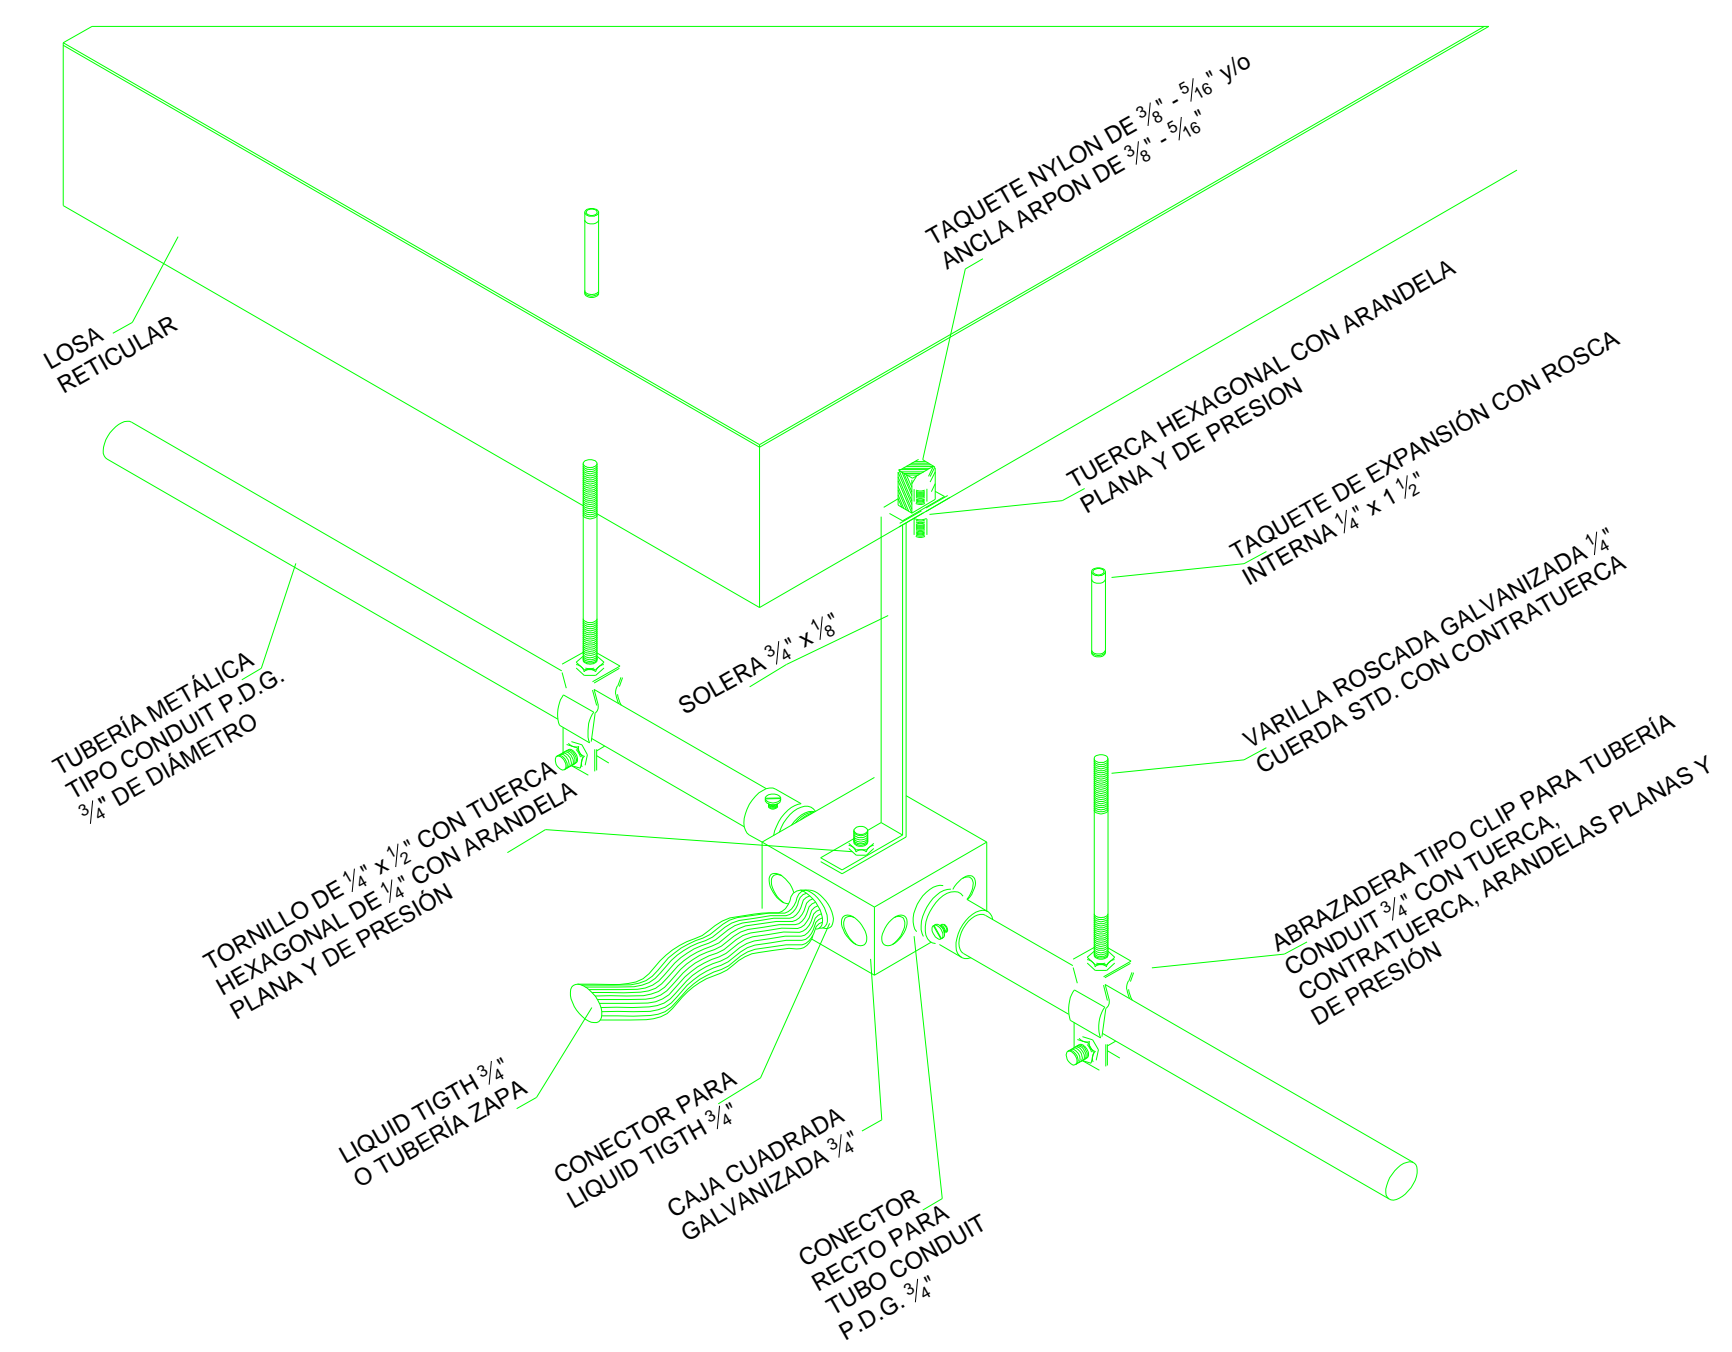 TAQUETE NYLON DE 3/8" - 5/16" y/o
ANCLA ARPON DE 3/8" - 5/16"
TUERCA HEXAGONAL CON ARANDELA
PLANA Y DE PRESION
TAQUETE DE EXPANSIÓN CON ROSCA
INTERNA 1/4" x 1 1/2"
VARILLA ROSCADA GALVANIZADA 1/4"
CUERDA STD. CON CONTRATUERCA
ABRAZADERA TIPO CLIP PARA TUBERÍA
CONDUIT 3/4" CON TUERCA,
CONTRATUERCA, ARANDELAS PLANAS Y
DE PRESIÓN
LOSA
RETICULAR
SOLERA 3/4" x 1/8"
TUBERÍA METÁLICA
TIPO CONDUIT P.D.G.
3/4" DE DIÁMETRO
TORNILLO DE 1/4" x 1/2" CON TUERCA
HEXAGONAL DE 1/4" CON ARANDELA
PLANA Y DE PRESIÓN
LIQUID TIGTH 3/4"
O TUBERÍA ZAPA
CONECTOR PARA
LIQUID TIGTH 3/4"
CAJA CUADRADA
GALVANIZADA 3/4"
CONECTOR
RECTO PARA
TUBO CONDUIT
P.D.G. 3/4"